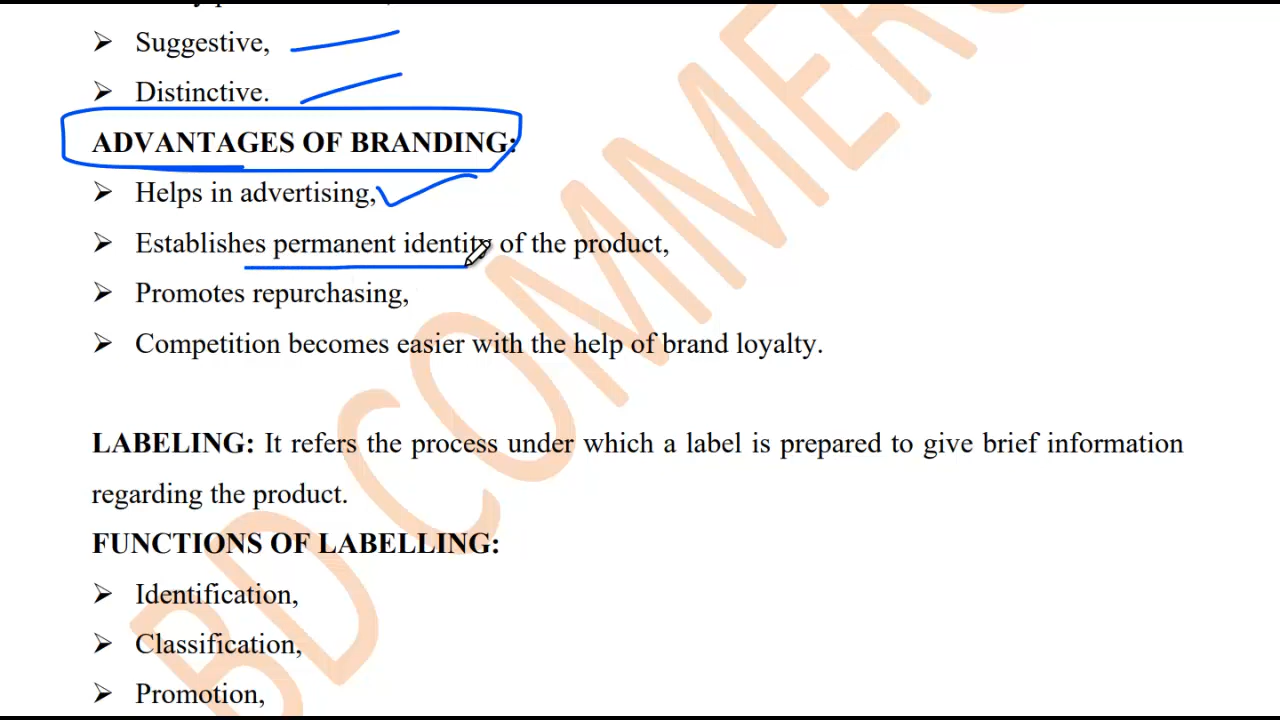 Suggestive,
Distinctive.
ADVANTAGES OF BRANDING:
Helps in advertising,
Establishes permanent identity of the product,
Promotes repurchasing,
Competition becomes easier with the help of brand loyalty.
LABELING: It refers the process under which a label is prepared to give brief information
regarding the product.
FUNCTIONS OF LABELLING:
Identification,
Classification,
Promotion,
BD COMMERC